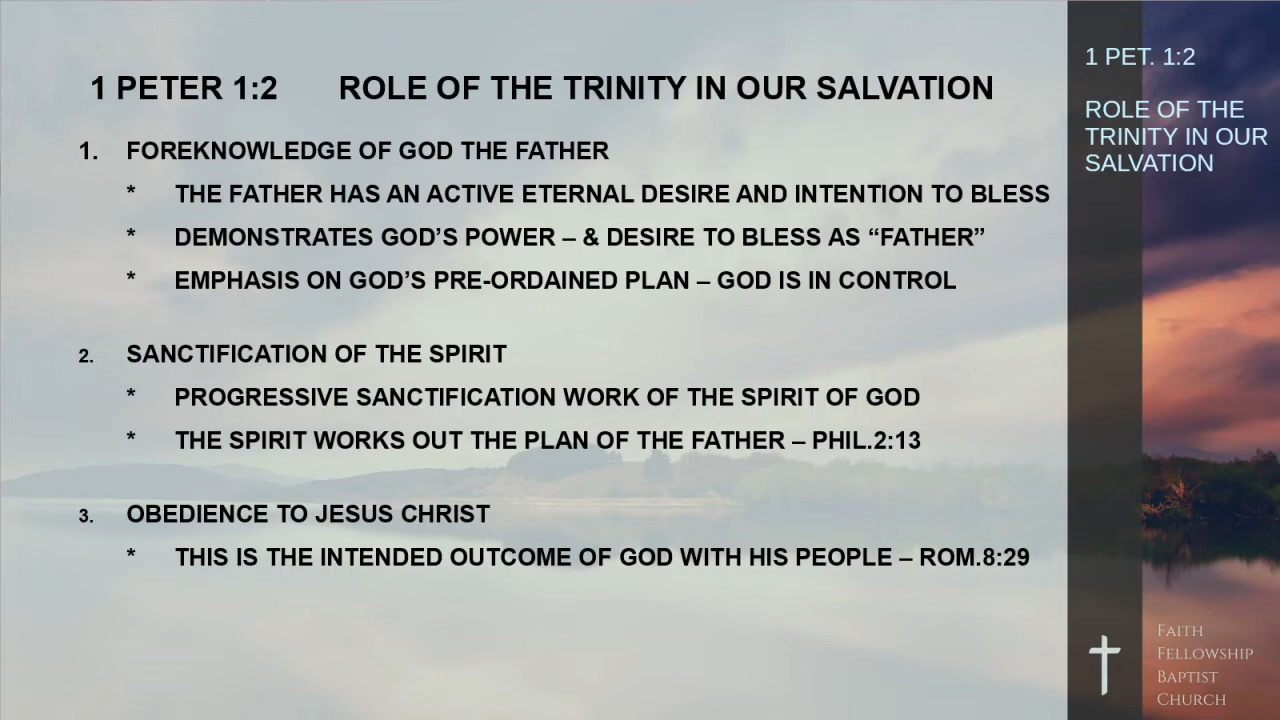 1 PETER 1:2 ROLE OF THE TRINITY IN OUR SALVATION
1. FOREKNOWLEDGE OF GOD THE FATHER
* THE FATHER HAS AN ACTIVE ETERNAL DESIRE AND INTENTION TO BLESS
* DEMONSTRATES GOD’S POWER – & DESIRE TO BLESS AS “FATHER”
* EMPHASIS ON GOD’S PRE-ORDAINED PLAN – GOD IS IN CONTROL
2. SANCTIFICATION OF THE SPIRIT
* PROGRESSIVE SANCTIFICATION WORK OF THE SPIRIT OF GOD
* THE SPIRIT WORKS OUT THE PLAN OF THE FATHER – PHIL.2:13
3. OBEDIENCE TO JESUS CHRIST
* THIS IS THE INTENDED OUTCOME OF GOD WITH HIS PEOPLE – ROM.8:29
1 PET. 1:2
ROLE OF THE
TRINITY IN OUR
SALVATION
FAITH
FELLOWSHIP
BAPTIST
CHURCH